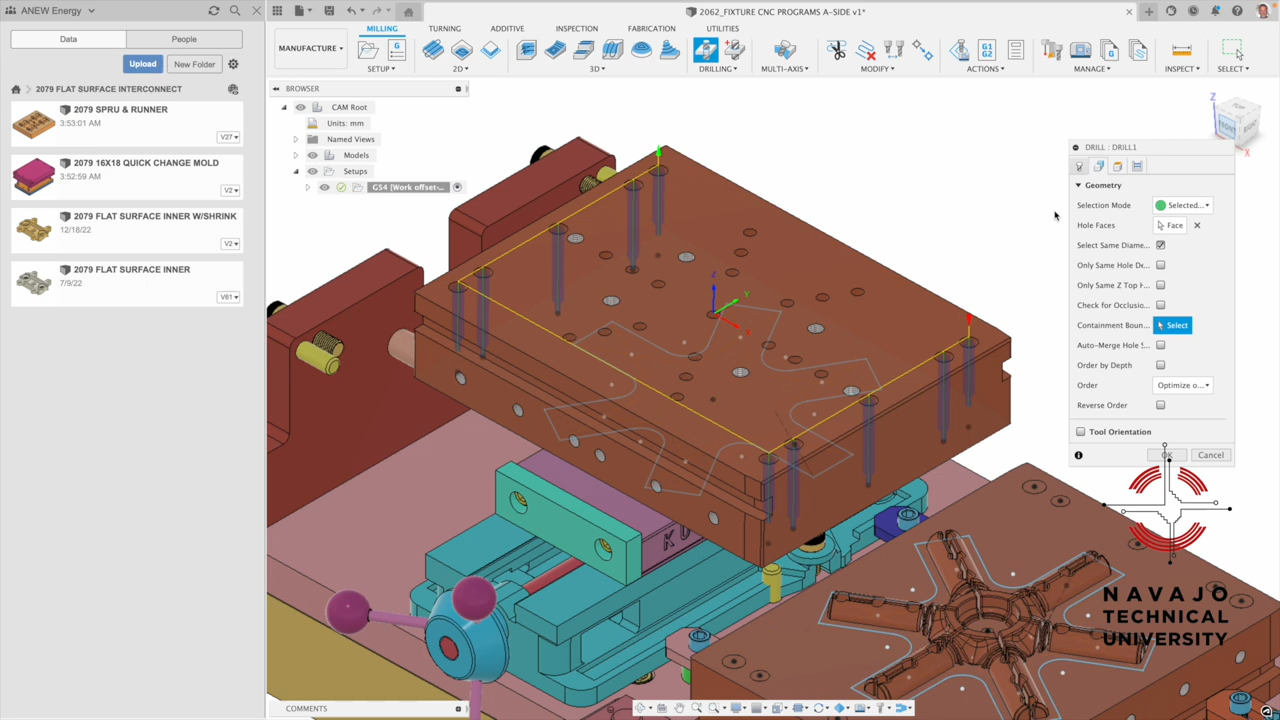 ANEW Energy
2062_FIXTURE CNC PROGRAMS A-SIDE v1*
Data
People
Upload
New Folder
2079 FLAT SURFACE INTERCONNECT
2079 SPRU & RUNNER
3:53:01 AM
V27
2079 16X18 QUICK CHANGE MOLD
3:52:59 AM
V2
2079 FLAT SURFACE INNER W/SHRINK
12/18/22
V2
2079 FLAT SURFACE INNER
7/9/22
V61
MANUFACTURE
MILLING
TURNING
ADDITIVE
INSPECTION
FABRICATION
UTILITIES
G
G1
G2
G
SETUP
2D
3D
DRILLING
MULTI-AXIS
MODIFY
ACTIONS
MANAGE
INSPECT
SELECT
BROWSER
CAM Root
Units: mm
Named Views
Models
Setups
G54 [Work offset-...
Z
TOP
FRONT
RIGHT
X
Z
Y
X
KU
DRILL : DRILL1
Geometry
Selection Mode
Selected...
Hole Faces
Face
Select Same Diame...
Only Same Hole De...
Only Same Z Top H...
Check for Occlusio...
Containment Boun...
Select
Auto-Merge Hole S...
Order by Depth
Order
Optimize o...
Reverse Order
Tool Orientation
OK
Cancel
NAVAJO
TECHNICAL
UNIVERSITY
COMMENTS